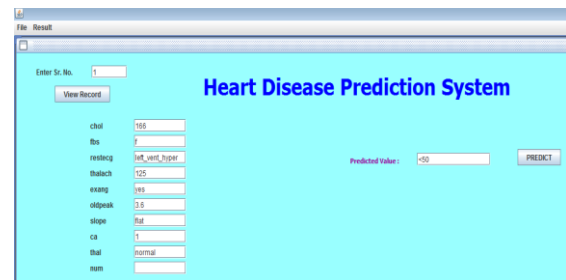 File Result
Enter Sr. No. 1
View Record
Heart Disease Prediction System
chol 166
fbs f
restecg left_vent_hyper
thalach 125
exang yes
oldpeak 3.6
slope flat
ca 1
thal normal
num
Predicted Value : <50 PREDICT